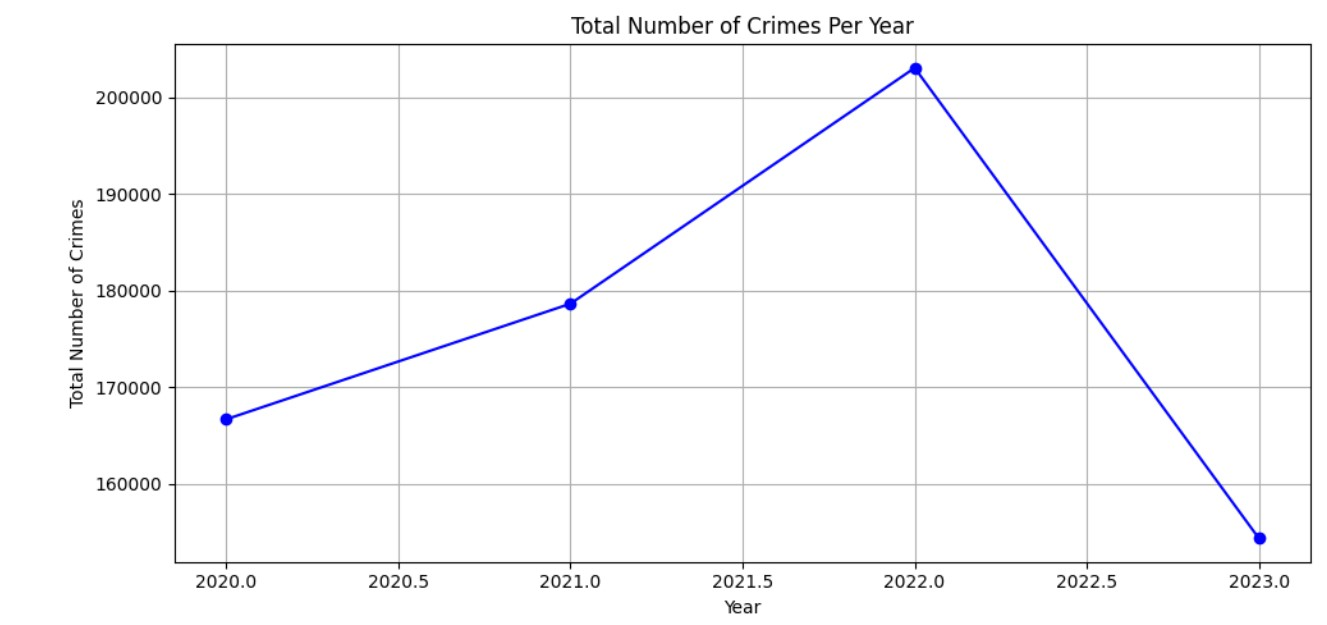 Total Number of Crimes Per Year
Total Number of Crimes
200000
190000
180000
170000
160000
2020.0 2020.5 2021.0 2021.5 2022.0 2022.5 2023.0
Year